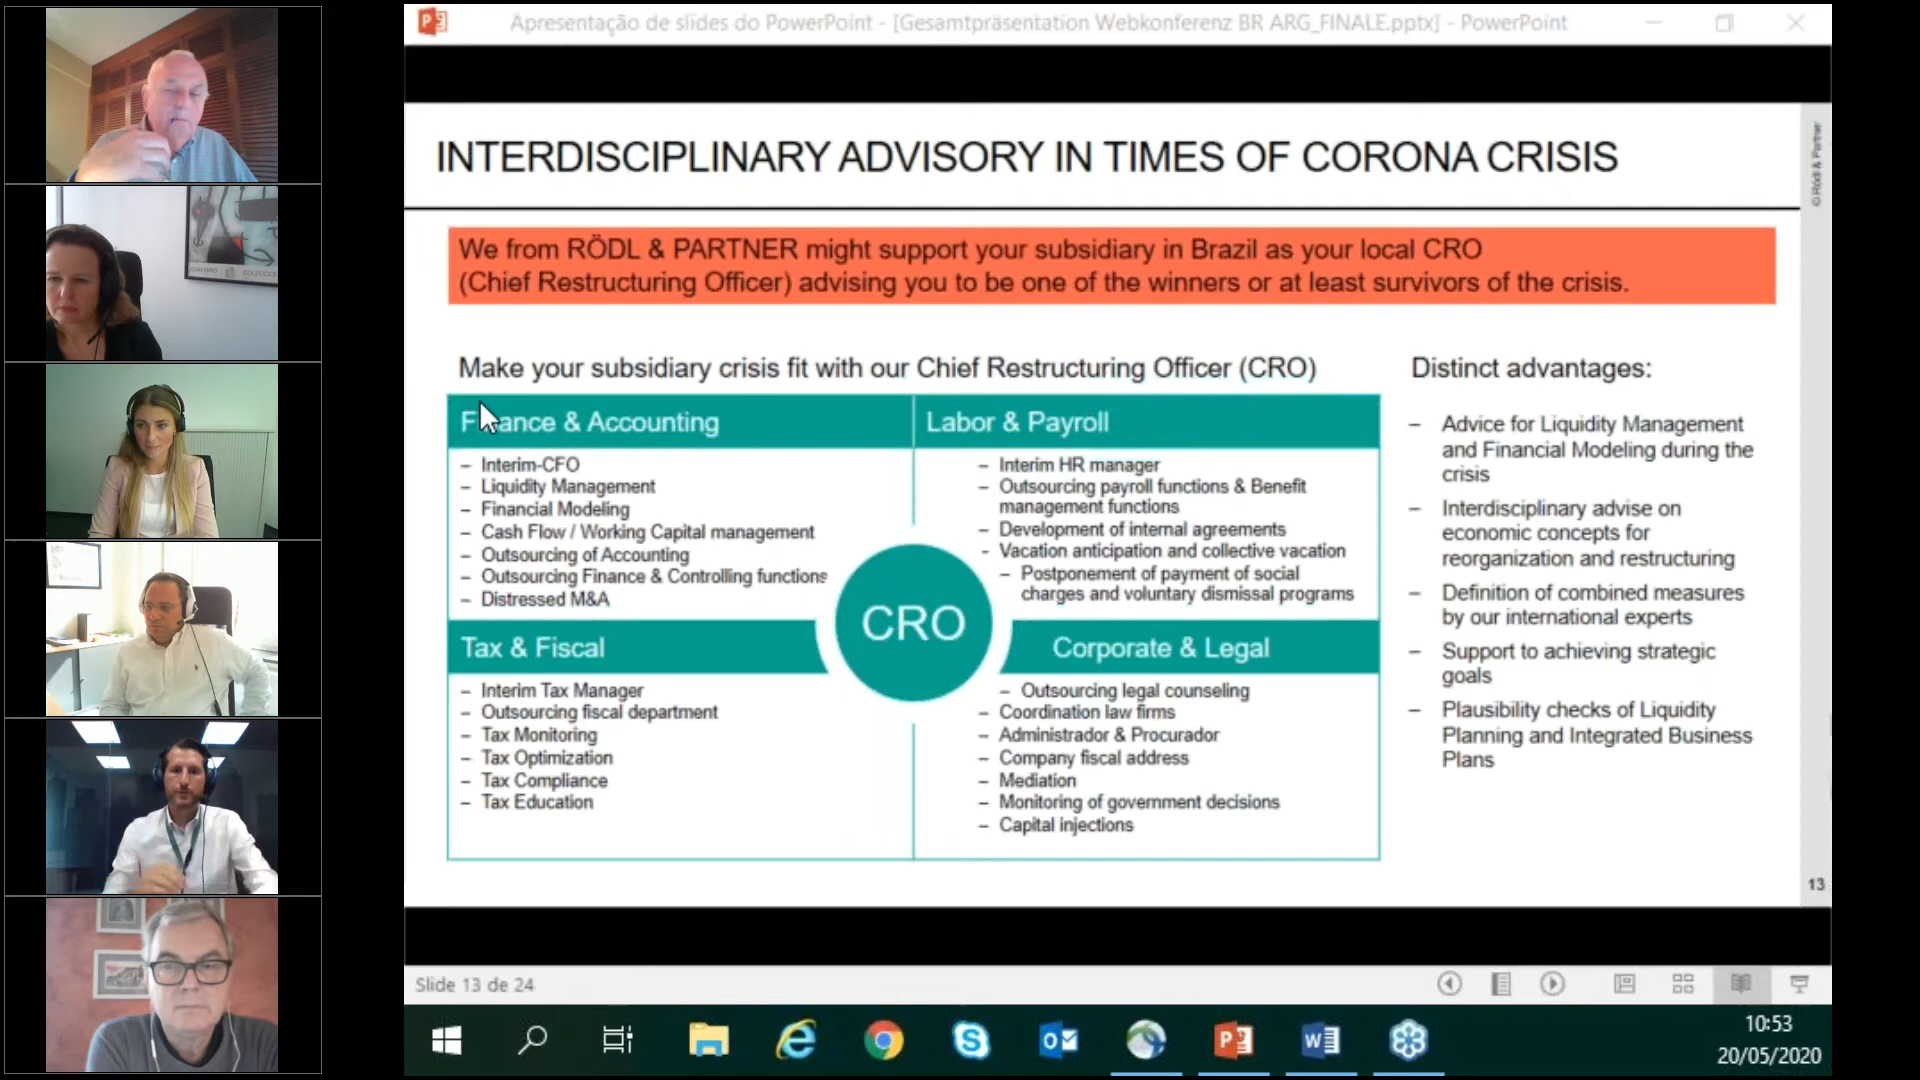 Apresentação de slides do PowerPoint - [Gesamtpräsentation Webkonferenz BR ARG_FINALE.pptx] - PowerPoint
INTERDISCIPLINARY ADVISORY IN TIMES OF CORONA CRISIS
© Rödl & Partner
We from RÖDL & PARTNER might support your subsidiary in Brazil as your local CRO
(Chief Restructuring Officer) advising you to be one of the winners or at least survivors of the crisis.
Make your subsidiary crisis fit with our Chief Restructuring Officer (CRO)
Finance & Accounting
– Interim-CFO
– Liquidity Management
– Financial Modeling
– Cash Flow / Working Capital management
– Outsourcing of Accounting
– Outsourcing Finance & Controlling functions
– Distressed M&A
Labor & Payroll
– Interim HR manager
– Outsourcing payroll functions & Benefit
management functions
– Development of internal agreements
- Vacation anticipation and collective vacation
– Postponement of payment of social
charges and voluntary dismissal programs
CRO
Tax & Fiscal
– Interim Tax Manager
– Outsourcing fiscal department
– Tax Monitoring
– Tax Optimization
– Tax Compliance
– Tax Education
Corporate & Legal
– Outsourcing legal counseling
– Coordination law firms
– Administrador & Procurador
– Company fiscal address
– Mediation
– Monitoring of government decisions
– Capital injections
Distinct advantages:
– Advice for Liquidity Management
and Financial Modeling during the
crisis
– Interdisciplinary advise on
economic concepts for
reorganization and restructuring
– Definition of combined measures
by our international experts
– Support to achieving strategic
goals
– Plausibility checks of Liquidity
Planning and Integrated Business
Plans
13
Slide 13 de 24
10:53
20/05/2020